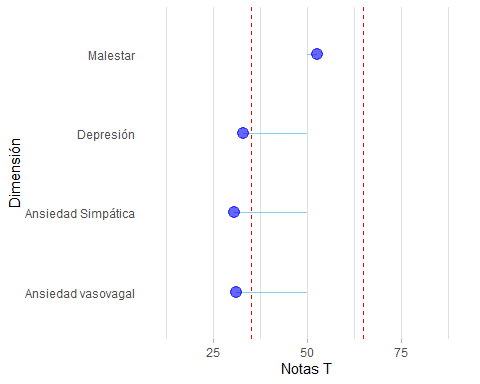 Malestar
Depresión
Ansiedad Simpática
Ansiedad vasovagal
Dimensión
25
50
75
Notas T